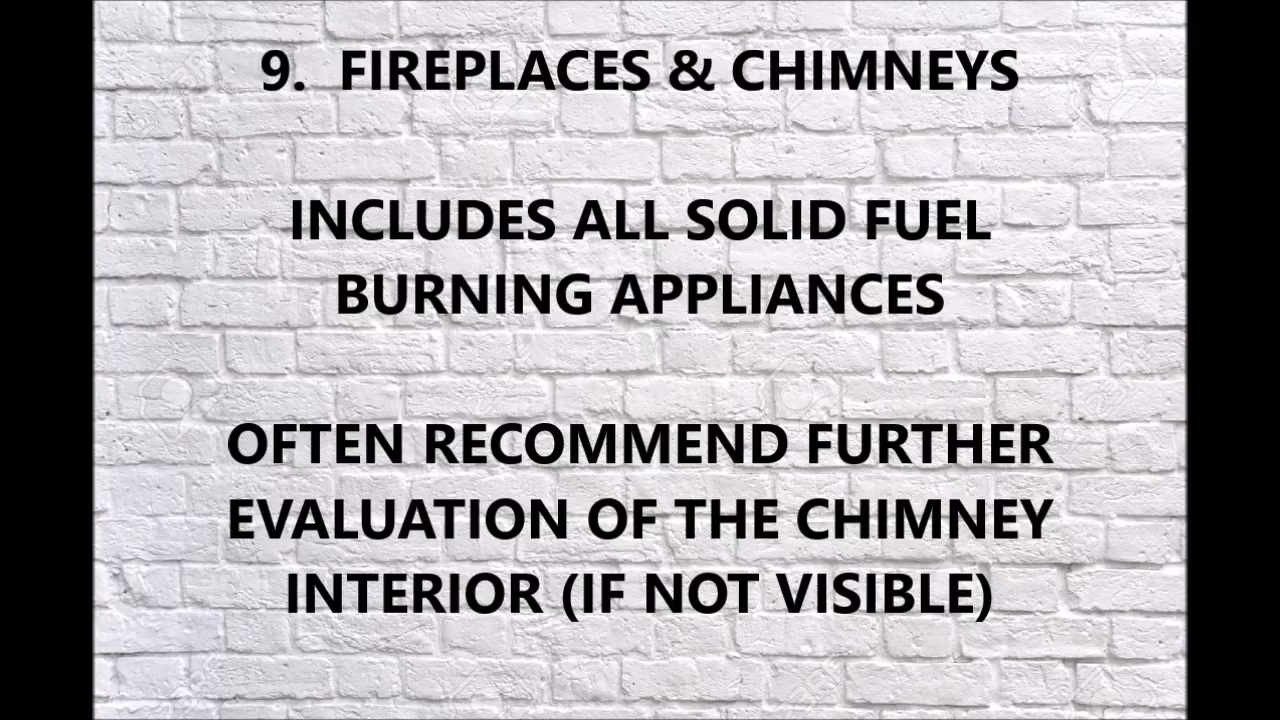 9.  FIREPLACES & CHIMNEYS
INCLUDES ALL SOLID FUEL
BURNING APPLIANCES
OFTEN RECOMMEND FURTHER
EVALUATION OF THE CHIMNEY
INTERIOR (IF NOT VISIBLE)